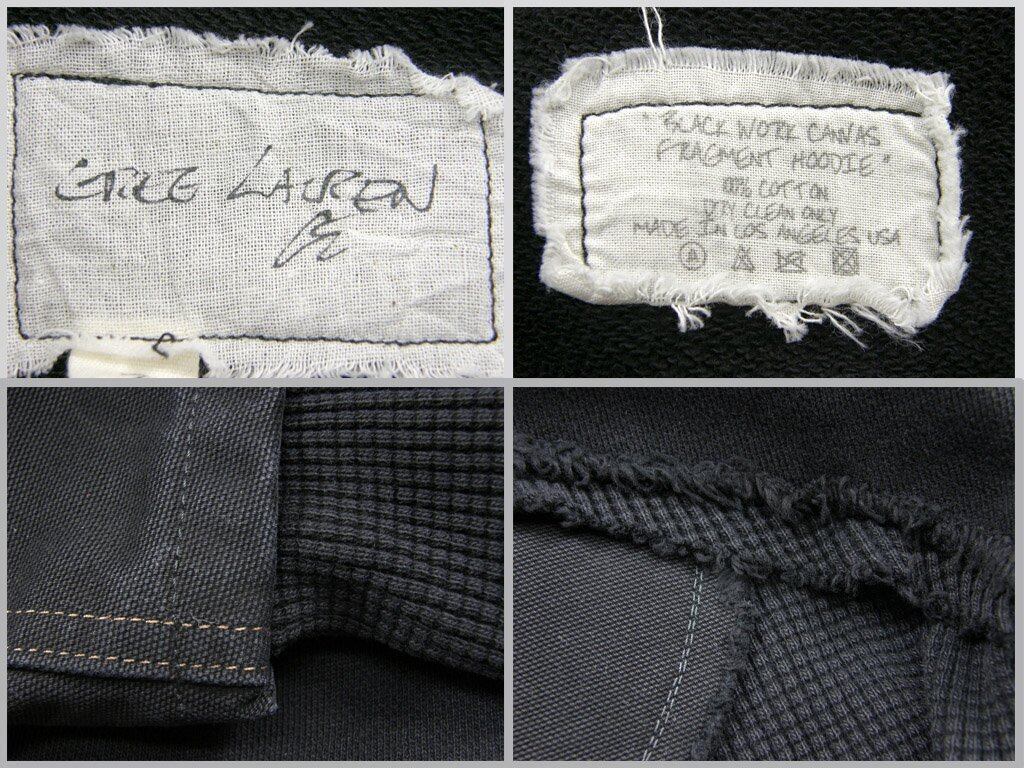 GREG LAUREN
"BLACK WORK CANVAS
FRAGMENT HOODIE"
100% COTTON
DRY CLEAN ONLY
MADE IN LOS ANGELES USA
A